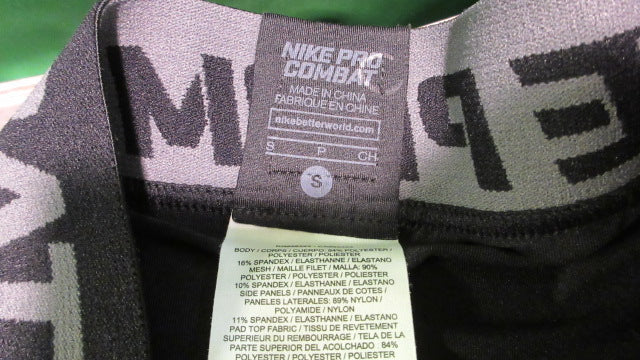 NIKE PRO
COMBAT
MADE IN CHINA
FABRIQUE EN CHINE
nikebetterworld.com
S P CH
S
BODY / CORPS / CUERPO: 84% POLYESTER /
POLYESTER / POLIESTER
16% SPANDEX / ELASTHANNE / ELASTANO
MESH / MAILLE FILET / MALLA: 90%
POLYESTER / POLYESTER / POLIESTER
10% SPANDEX / ELASTHANNE / ELASTANO
SIDE PANELS / PANNEAUX DE COTES /
PANELES LATERALES: 89% NYLON /
POLYAMIDE / NYLON
11% SPANDEX / ELASTHANNE / ELASTANO
PAD TOP FABRIC / TISSU DE REVETEMENT
SUPERIEUR DU REMBOURRAGE / TELA DE LA
PARTE SUPERIOR DEL ACOLCHADO: 84%
POLYESTER / POLYESTER / POLIESTER